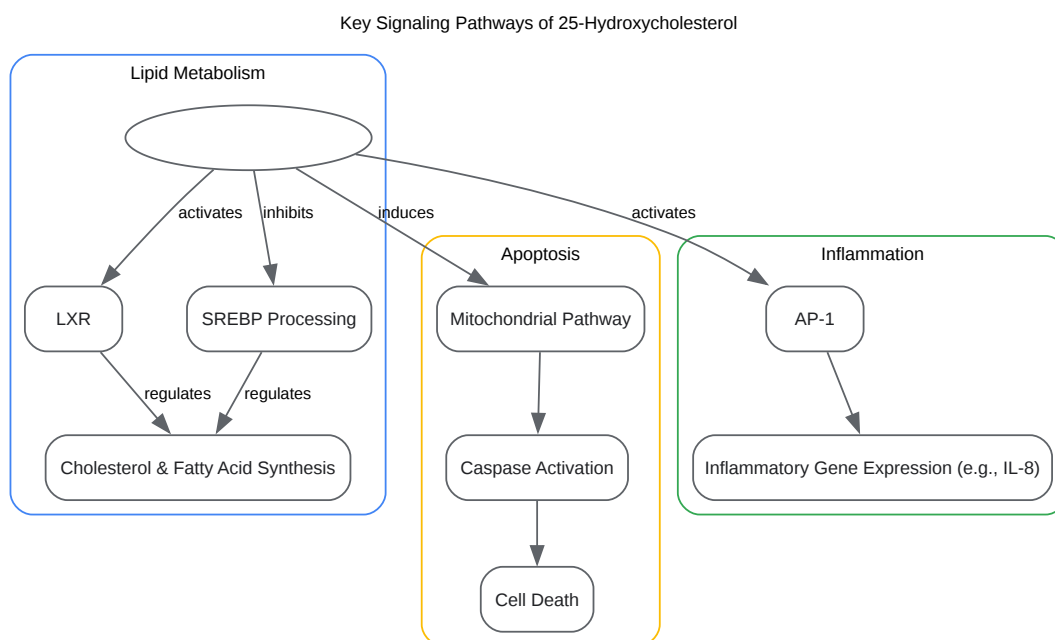 Key Signaling Pathways of 25-Hydroxycholesterol
Lipid Metabolism
activates
inhibits
induces
activates
Apoptosis
Inflammation
LXR
SREBP Processing
Mitochondrial Pathway
AP-1
regulates
regulates
Cholesterol & Fatty Acid Synthesis
Caspase Activation
Inflammatory Gene Expression (e.g., IL-8)
Cell Death